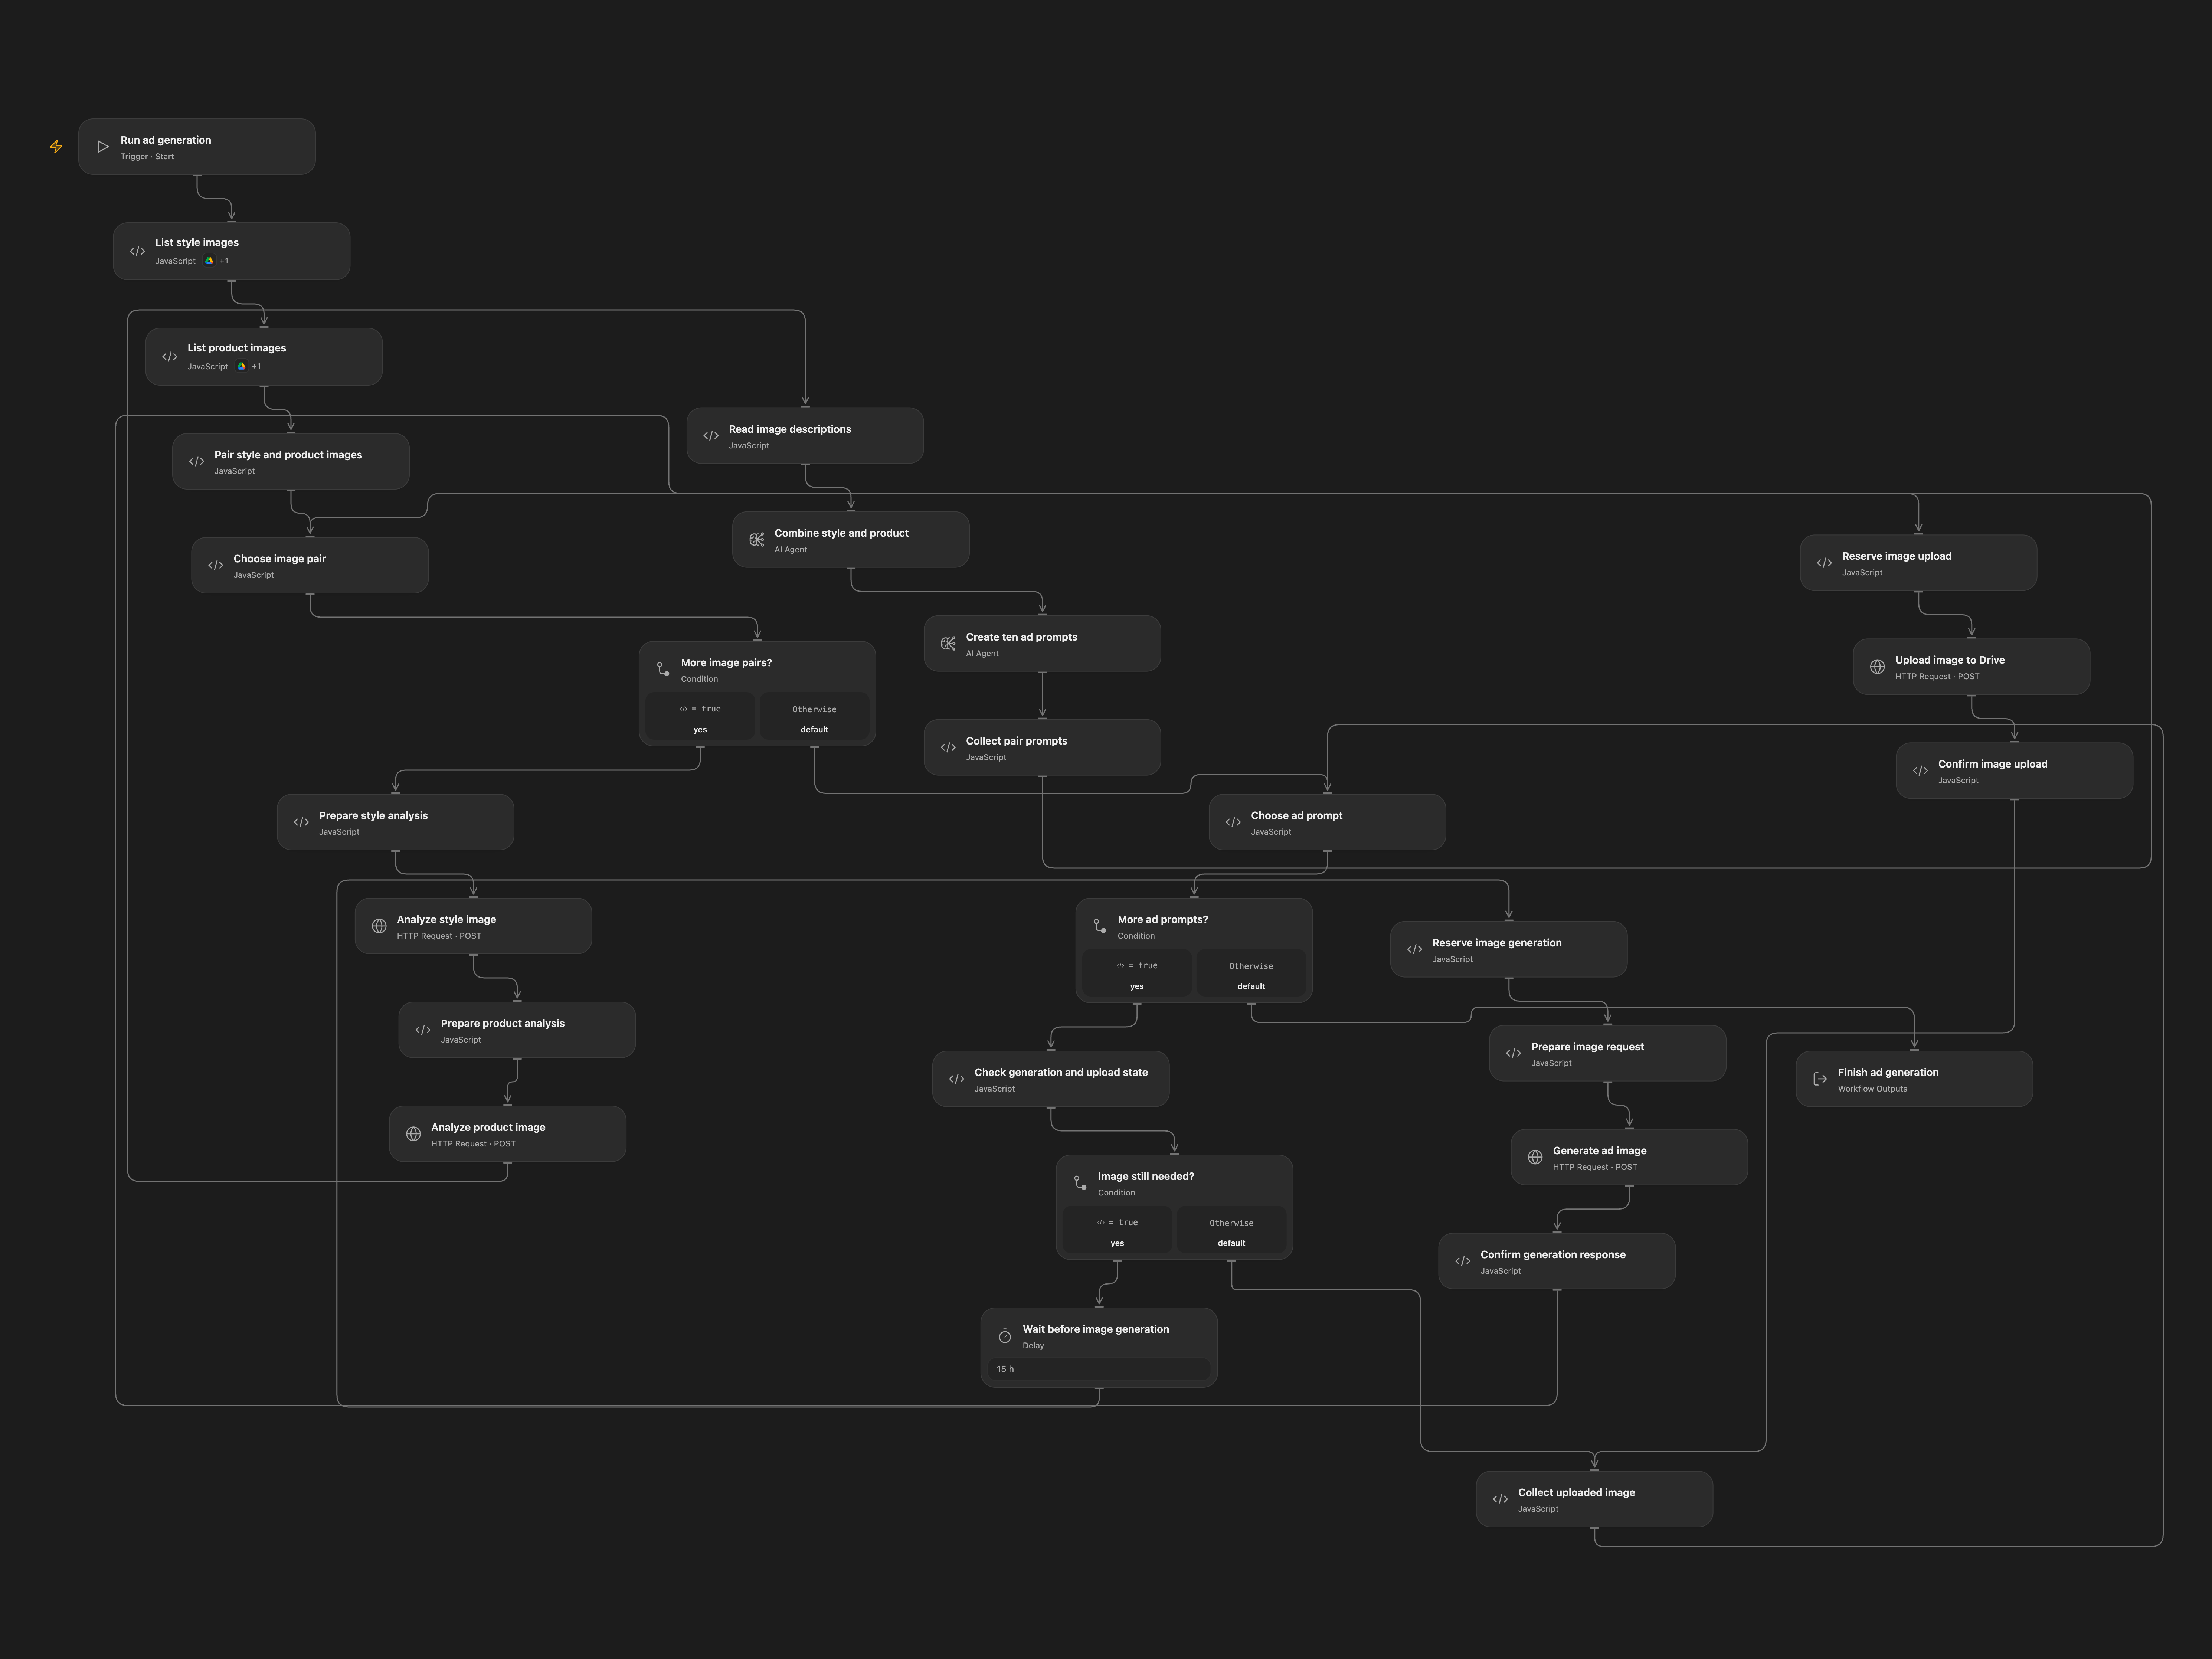 Run ad generation
Trigger · Start
List style images
JavaScript +1
List product images
JavaScript +1
Pair style and product images
JavaScript
Choose image pair
JavaScript
More image pairs?
Condition
</> = true
yes
Otherwise
default
Prepare style analysis
JavaScript
Analyze style image
HTTP Request · POST
Prepare product analysis
JavaScript
Analyze product image
HTTP Request · POST
Read image descriptions
JavaScript
Combine style and product
AI Agent
Create ten ad prompts
AI Agent
Collect pair prompts
JavaScript
Choose ad prompt
JavaScript
More ad prompts?
Condition
</> = true
yes
Otherwise
default
Check generation and upload state
JavaScript
Image still needed?
Condition
</> = true
yes
Otherwise
default
Wait before image generation
Delay
15 h
Reserve image generation
JavaScript
Prepare image request
JavaScript
Generate ad image
HTTP Request · POST
Confirm generation response
JavaScript
Reserve image upload
JavaScript
Upload image to Drive
HTTP Request · POST
Confirm image upload
JavaScript
Finish ad generation
Workflow Outputs
Collect uploaded image
JavaScript